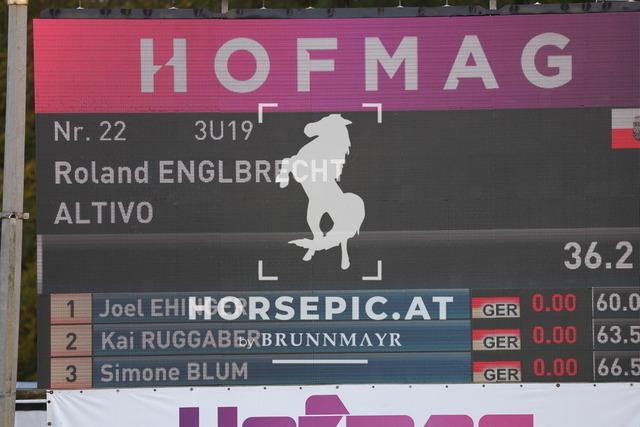 HOFMAG
Nr. 22 3U19
Roland ENGLBRECHT
ALTIVO
36.2
1 Joel EHINGER GER 0.00 60.0
HORSEPIC.AT
2 Kai RUGGABER GER 0.00 63.5
by BRUNNMAYR
3 Simone BLUM GER 0.00 66.5